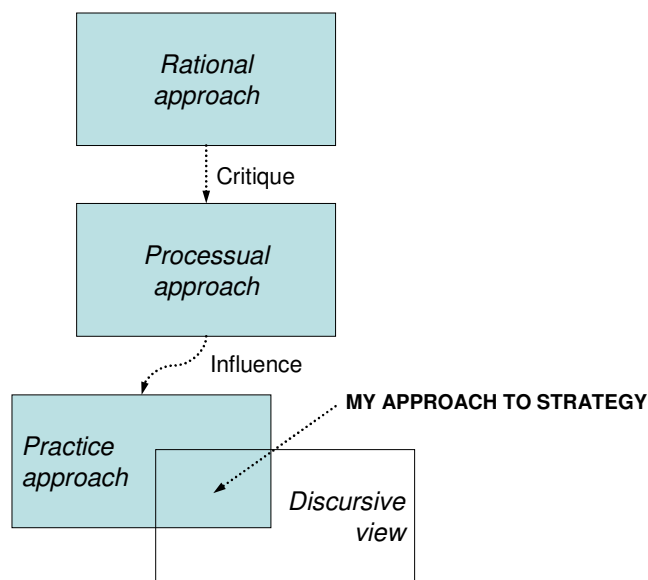 Rational
approach
Critique
Processual
approach
Influence
MY APPROACH TO STRATEGY
Practice
approach
Discursive
view